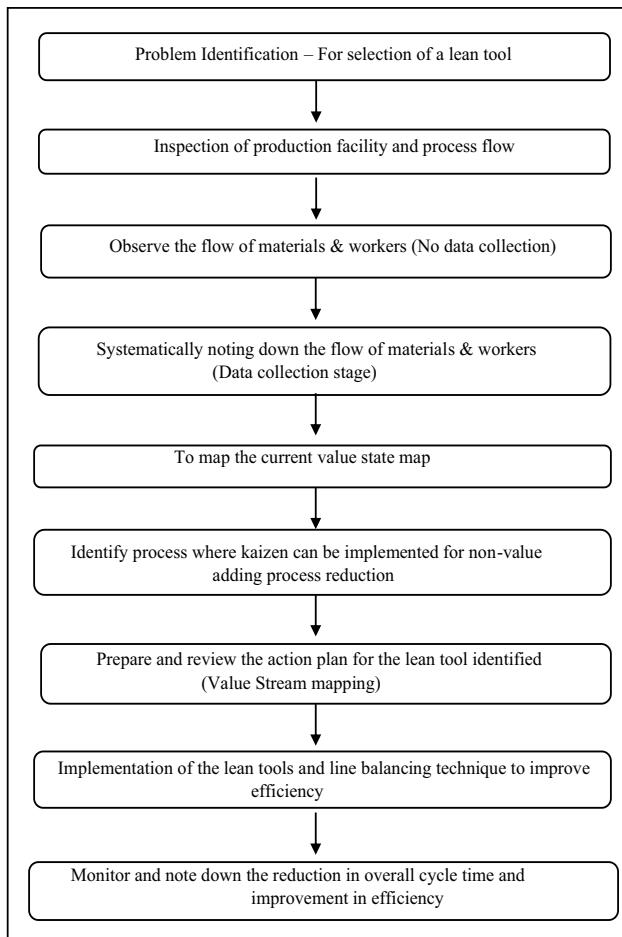 Problem Identification – For selection of a lean tool
Inspection of production facility and process flow
Observe the flow of materials & workers (No data collection)
Systematically noting down the flow of materials & workers
(Data collection stage)
To map the current value state map
Identify process where kaizen can be implemented for non-value
adding process reduction
Prepare and review the action plan for the lean tool identified
(Value Stream mapping)
Implementation of the lean tools and line balancing technique to improve
efficiency
Monitor and note down the reduction in overall cycle time and
improvement in efficiency